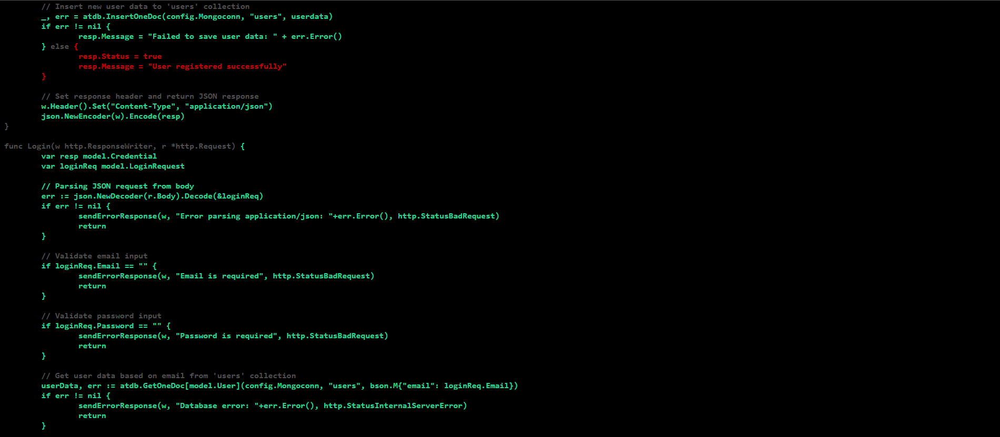 // Insert new user data to 'users' collection
_, err = atdb.InsertOneDoc(config.Mongoconn, "users", userdata)
if err != nil {
resp.Message = "Failed to save user data: " + err.Error()
} else {
resp.Status = true
resp.Message = "User registered successfully"
}
// Set response header and return JSON response
w.Header().Set("Content-Type", "application/json")
json.NewEncoder(w).Encode(resp)
}
func Login(w http.ResponseWriter, r *http.Request) {
var resp model.Credential
var loginReq model.LoginRequest
// Parsing JSON request from body
err := json.NewDecoder(r.Body).Decode(&loginReq)
if err != nil {
sendErrorResponse(w, "Error parsing application/json: "+err.Error(), http.StatusBadRequest)
return
}
// Validate email input
if loginReq.Email == "" {
sendErrorResponse(w, "Email is required", http.StatusBadRequest)
return
}
// Validate password input
if loginReq.Password == "" {
sendErrorResponse(w, "Password is required", http.StatusBadRequest)
return
}
// Get user data based on email from 'users' collection
userData, err := atdb.GetOneDoc[model.User](config.Mongoconn, "users", bson.M{"email": loginReq.Email})
if err != nil {
sendErrorResponse(w, "Database error: "+err.Error(), http.StatusInternalServerError)
return
}